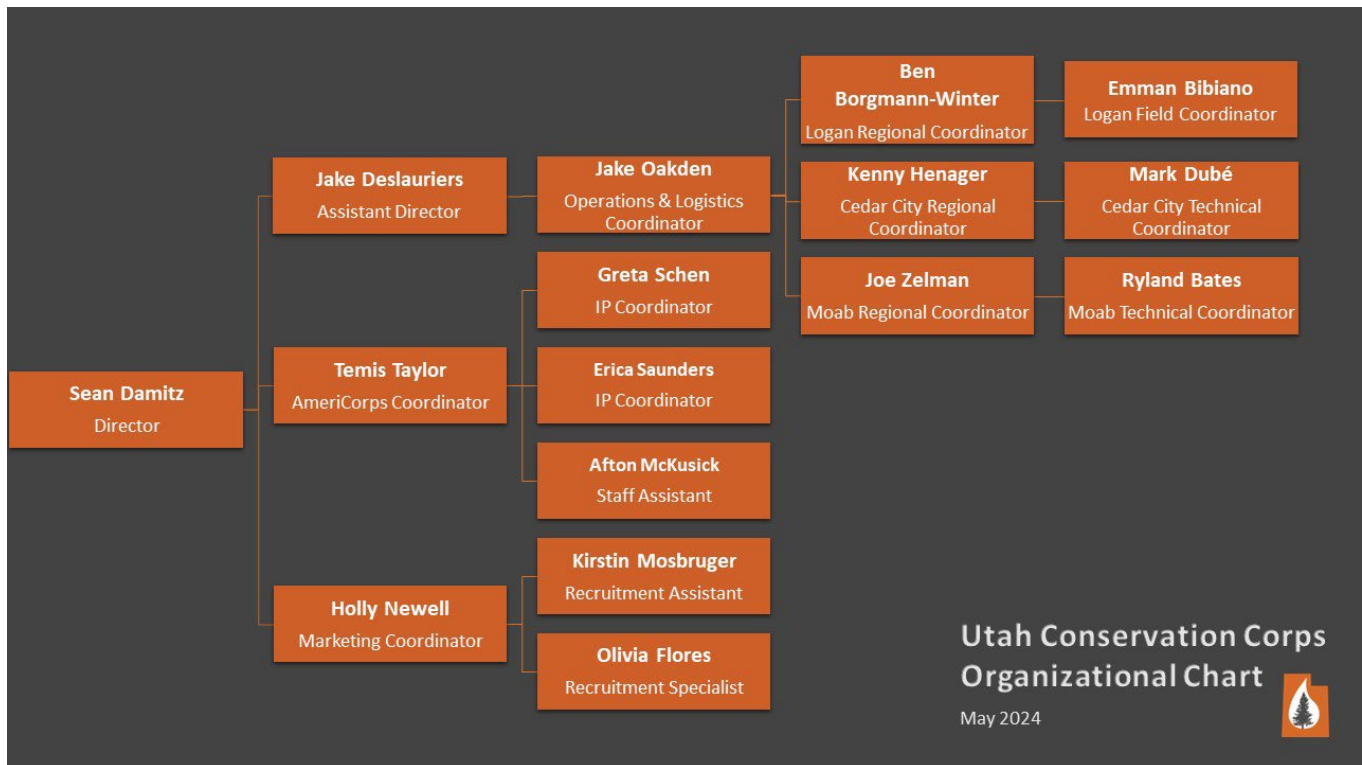 Sean Damitz
Director
Jake Deslauriers
Assistant Director
Temis Taylor
AmeriCorps Coordinator
Holly Newell
Marketing Coordinator
Jake Oakden
Operations & Logistics
Coordinator
Greta Schen
IP Coordinator
Erica Saunders
IP Coordinator
Afton McKusick
Staff Assistant
Kirstin Mosbruger
Recruitment Assistant
Olivia Flores
Recruitment Specialist
Ben
Borgmann-Winter
Logan Regional Coordinator
Kenny Henager
Cedar City Regional
Coordinator
Joe Zelman
Moab Regional Coordinator
Emman Bibiano
Logan Field Coordinator
Mark Dubé
Cedar City Technical
Coordinator
Ryland Bates
Moab Technical Coordinator
Utah Conservation Corps
Organizational Chart
May 2024